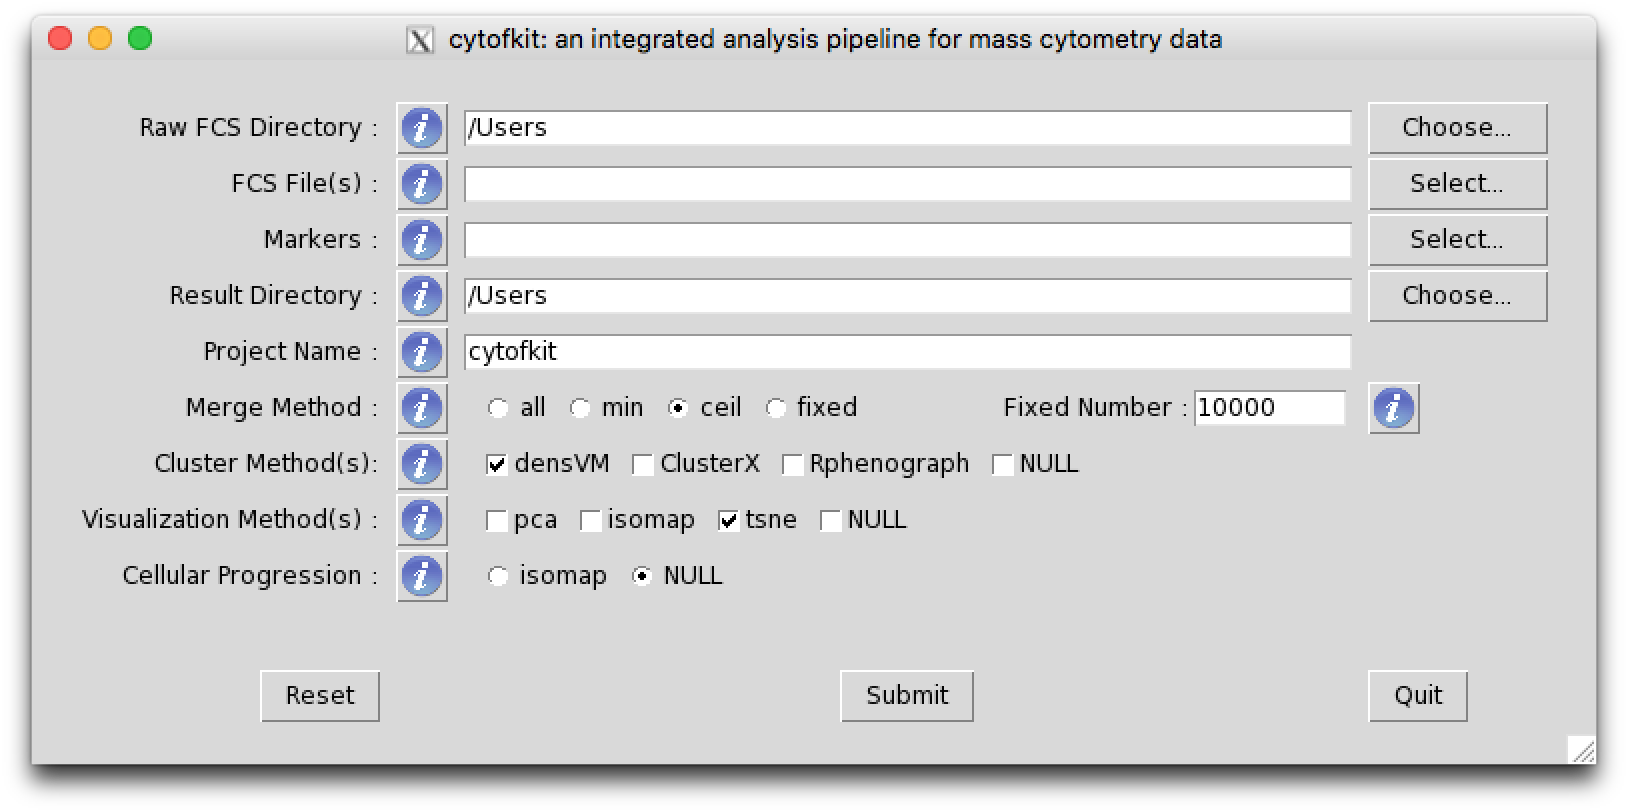 cytofkit: an integrated analysis pipeline for mass cytometry data
Raw FCS Directory : i /Users Choose...
FCS File(s) : i Select...
Markers : i Select...
Result Directory : i /Users Choose...
Project Name : i cytofkit
Merge Method : i all min ceil fixed Fixed Number : 10000 i
Cluster Method(s): i densVM ClusterX Rphenograph NULL
Visualization Method(s) : i pca isomap tsne NULL
Cellular Progression : i isomap NULL
Reset Submit Quit